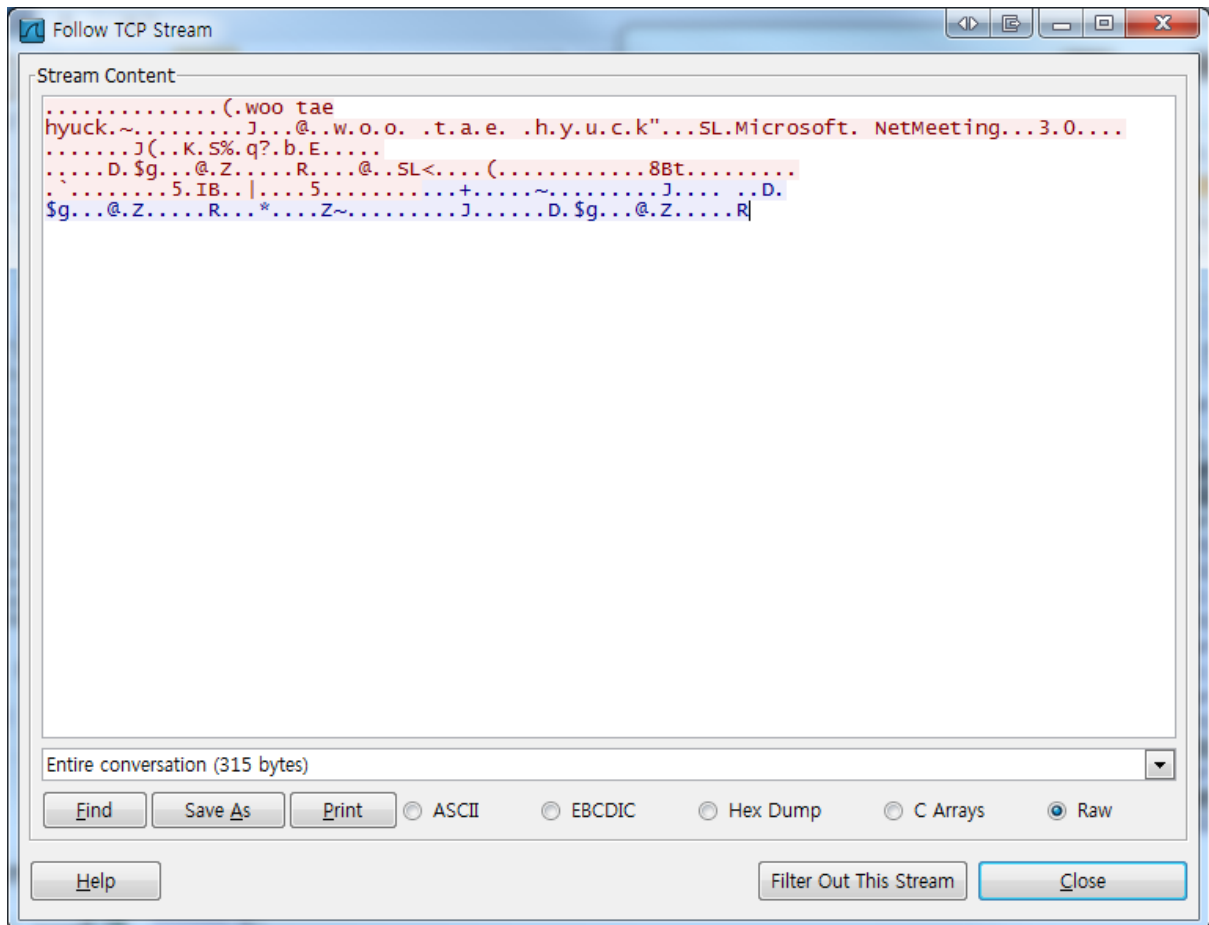 Follow TCP Stream
Stream Content
..............(.woo tae
hyuck.~.........J...@..w.o.o. .t.a.e. .h.y.u.c.k"...SL.Microsoft. NetMeeting...3.0....
.......J(..K.S%.q?.b.E.....
.....D.$g...@.Z.....R....@..SL<....(............8Bt.........
.`........5.IB..|....5...........+.....~.........J.... ..D.
$g...@.Z.....R...*....Z~.........J......D.$g...@.Z.....R
Entire conversation (315 bytes)
Find Save As Print ASCII EBCDIC Hex Dump C Arrays Raw
Help Filter Out This Stream Close